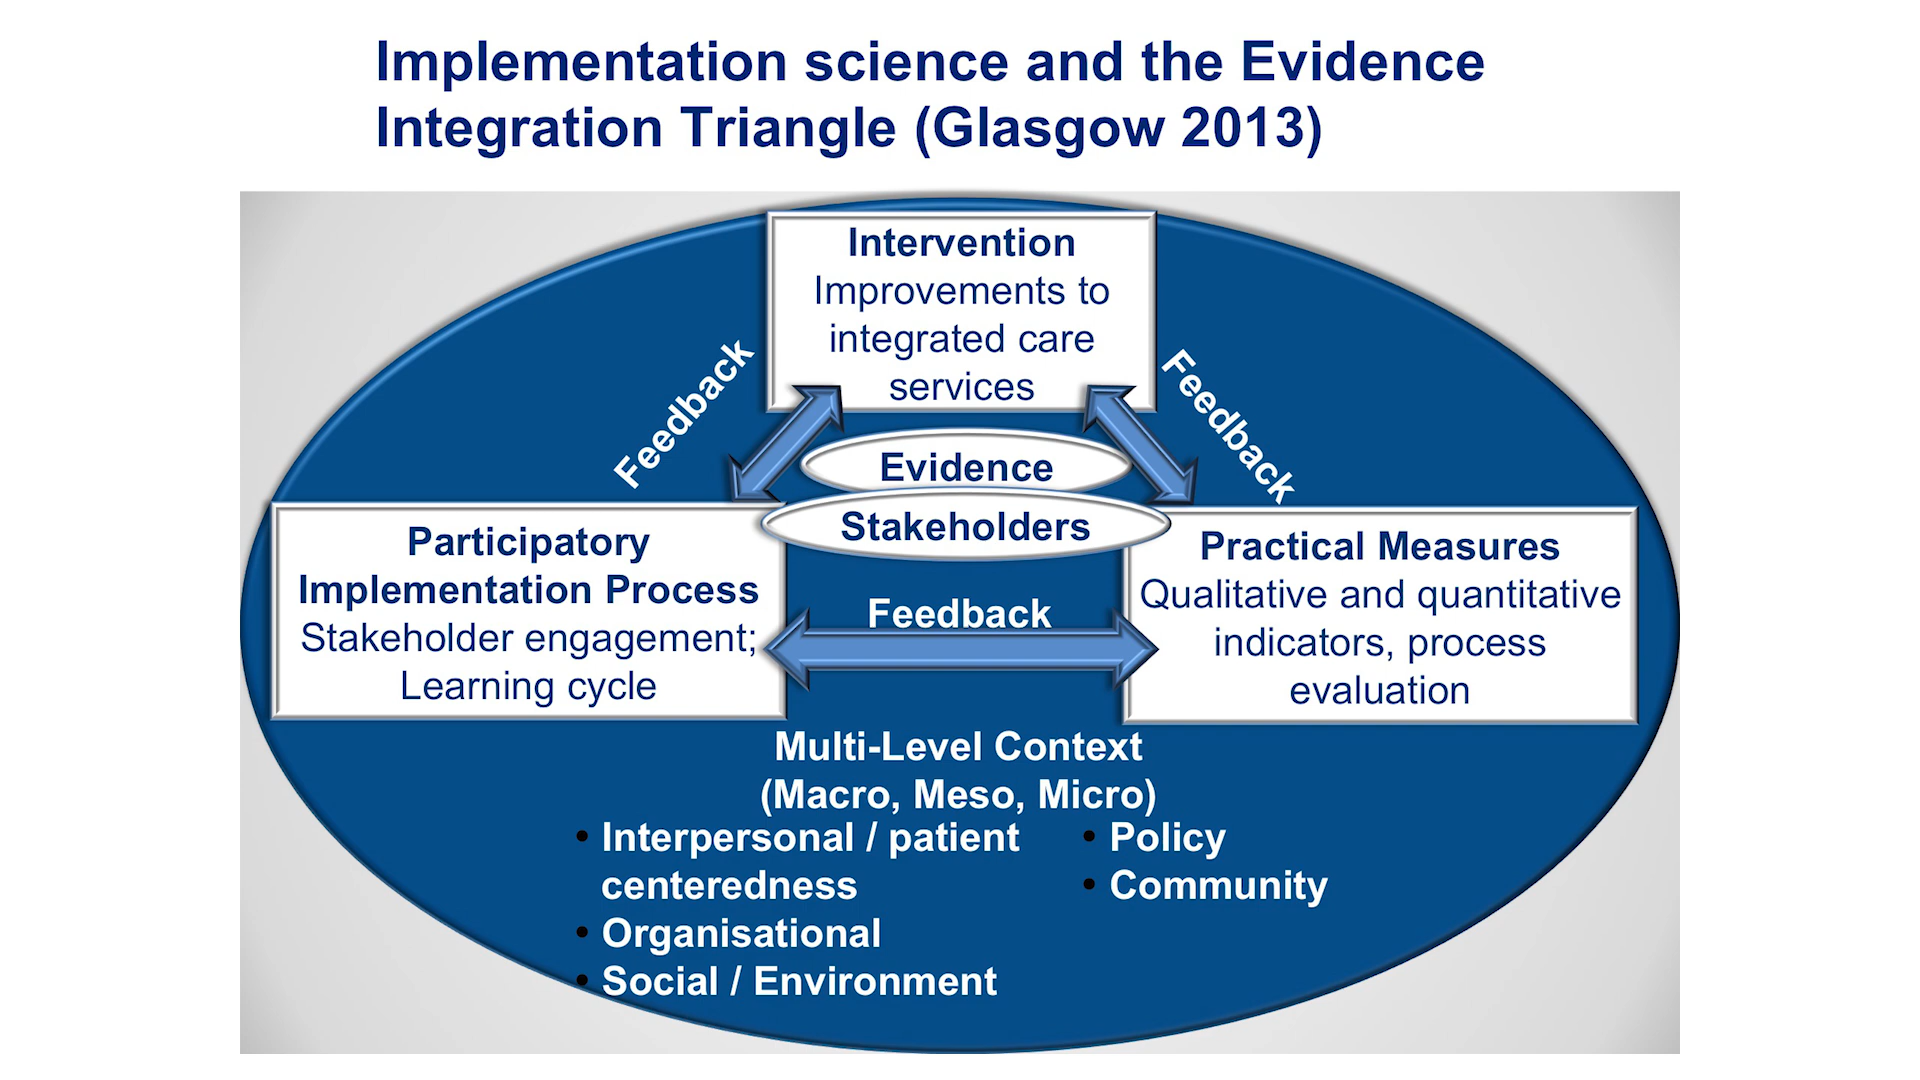 Implementation science and the Evidence
Integration Triangle (Glasgow 2013)
Intervention
Improvements to
integrated care
services
Feedback
Feedback
Evidence
Stakeholders
Participatory
Implementation Process
Stakeholder engagement;
Learning cycle
Feedback
Practical Measures
Qualitative and quantitative
indicators, process
evaluation
Multi-Level Context
(Macro, Meso, Micro)
• Interpersonal / patient
centeredness
• Organisational
• Social / Environment
• Policy
• Community